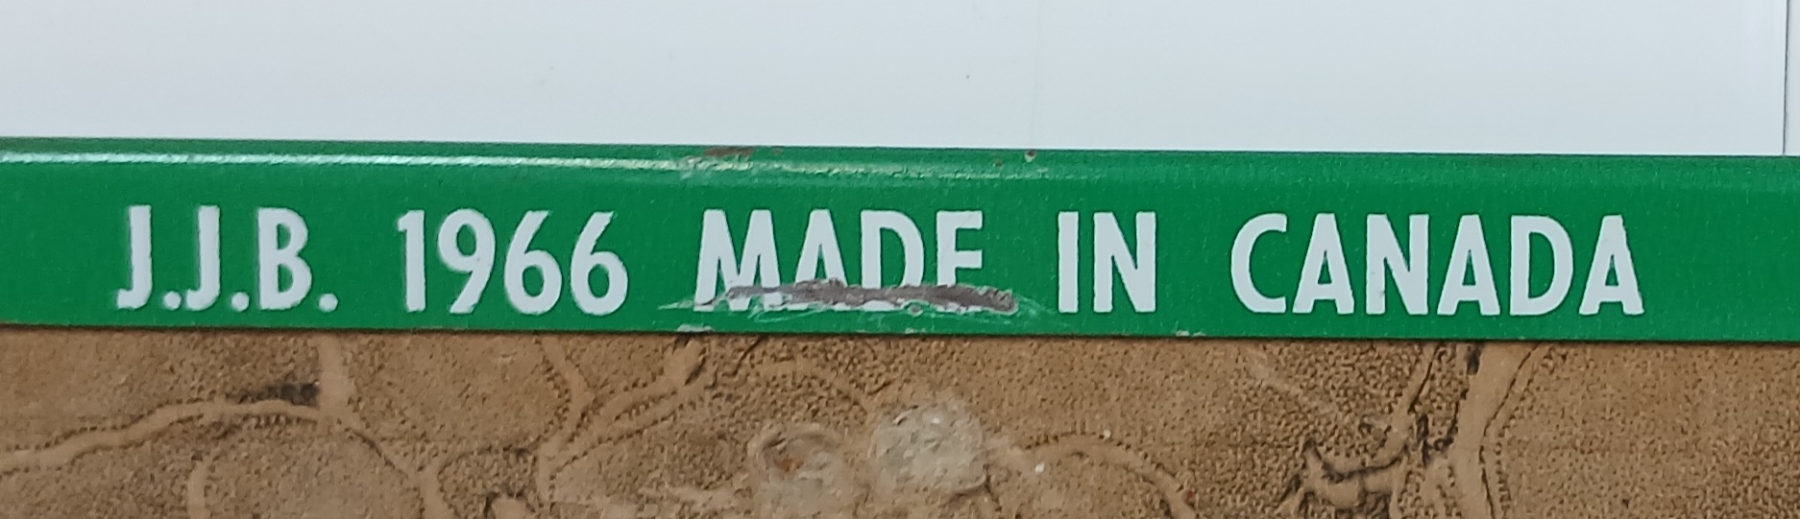 J.J.B. 1966 MADE IN CANADA